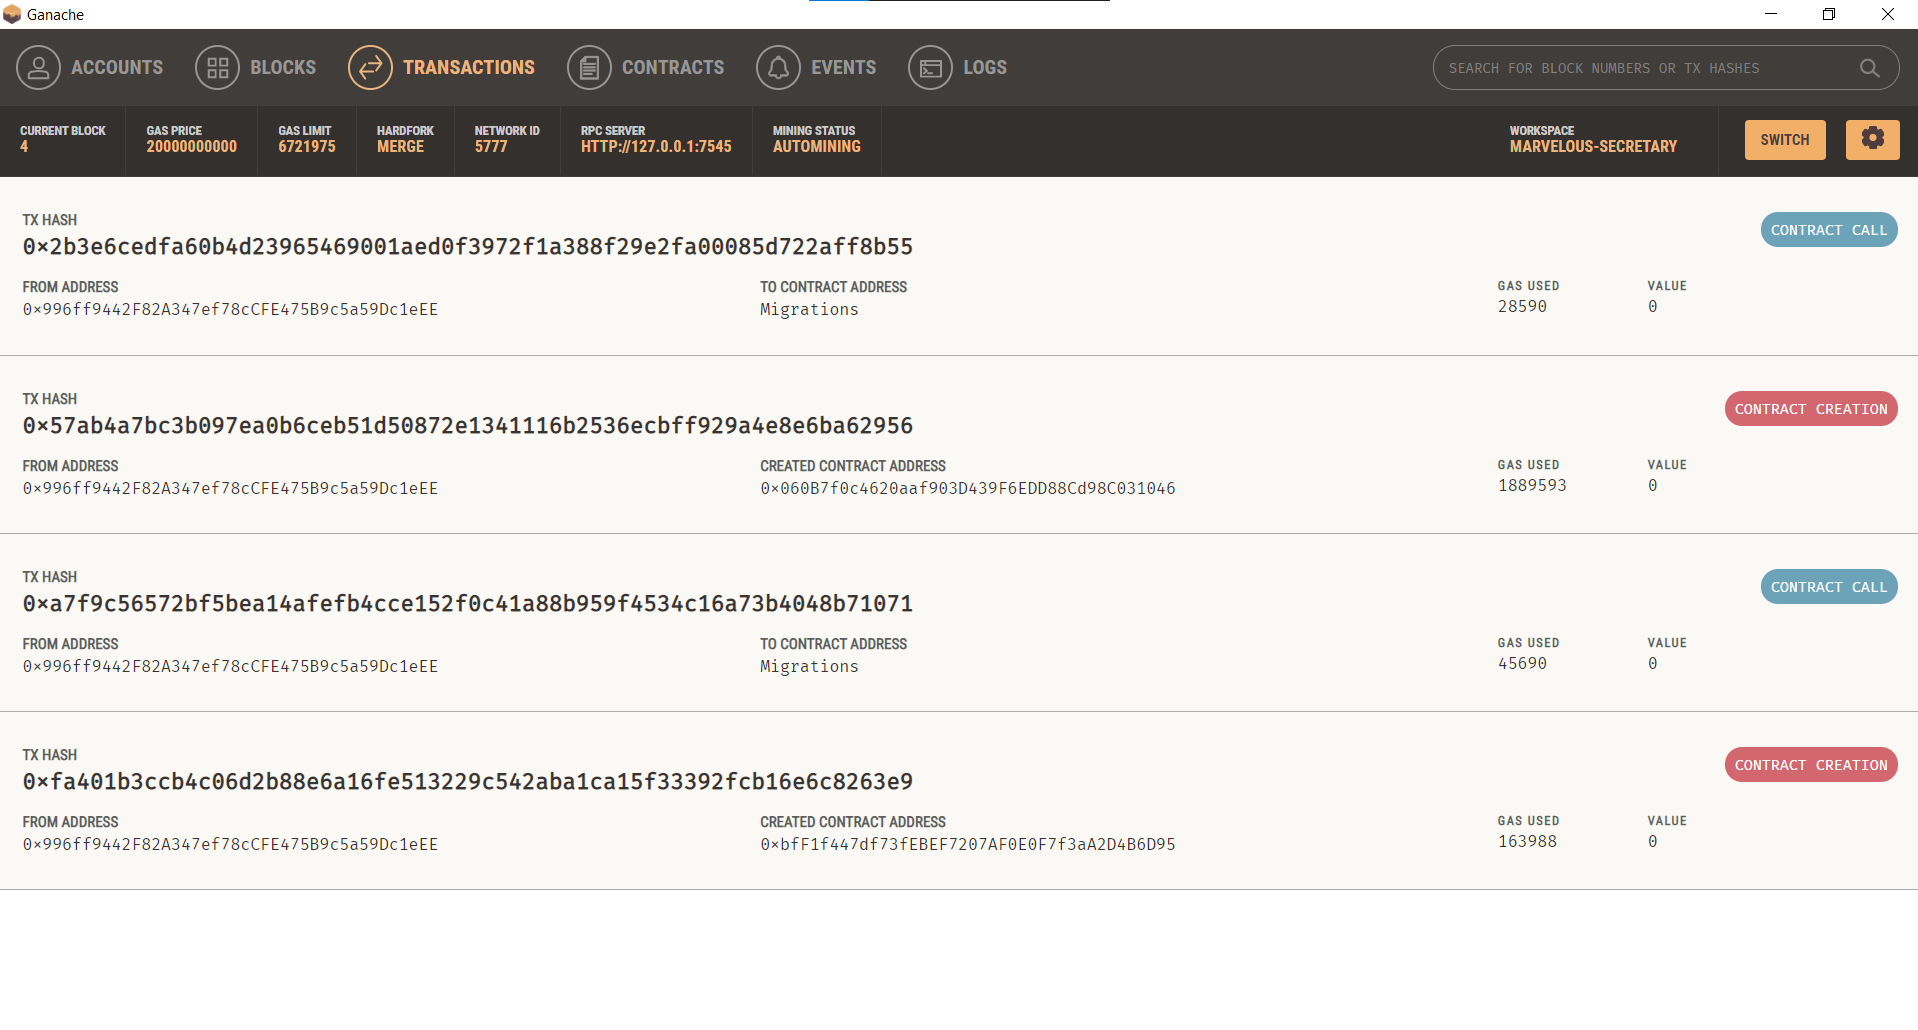 Ganache
ACCOUNTS BLOCKS TRANSACTIONS CONTRACTS EVENTS LOGS SEARCH FOR BLOCK NUMBERS OR TX HASHES
CURRENT BLOCK GAS PRICE GAS LIMIT HARDFORK NETWORK ID RPC SERVER MINING STATUS WORKSPACE
4 20000000000 6721975 MERGE 5777 HTTP://127.0.0.1:7545 AUTOMINING MARVELOUS-SECRETARY SWITCH
TX HASH
0×2b3e6cedfa60b4d23965469001aed0f3972f1a388f29e2fa00085d722aff8b55 CONTRACT CALL
FROM ADDRESS TO CONTRACT ADDRESS GAS USED VALUE
0×996ff9442F82A347ef78cCFE475B9c5a59Dc1eEE Migrations 28590 0
TX HASH
0×57ab4a7bc3b097ea0b6ceb51d50872e1341116b2536ecbff929a4e8e6ba62956 CONTRACT CREATION
FROM ADDRESS CREATED CONTRACT ADDRESS GAS USED VALUE
0×996ff9442F82A347ef78cCFE475B9c5a59Dc1eEE 0×060B7f0c4620aaf903D439F6EDD88Cd98C031046 1889593 0
TX HASH
0×a7f9c56572bf5bea14afefb4cce152f0c41a88b959f4534c16a73b4048b71071 CONTRACT CALL
FROM ADDRESS TO CONTRACT ADDRESS GAS USED VALUE
0×996ff9442F82A347ef78cCFE475B9c5a59Dc1eEE Migrations 45690 0
TX HASH
0×fa401b3ccb4c06d2b88e6a16fe513229c542aba1ca15f33392fcb16e6c8263e9 CONTRACT CREATION
FROM ADDRESS CREATED CONTRACT ADDRESS GAS USED VALUE
0×996ff9442F82A347ef78cCFE475B9c5a59Dc1eEE 0×bfF1f447df73fEBEF7207AF0E0F7f3aA2D4B6D95 163988 0